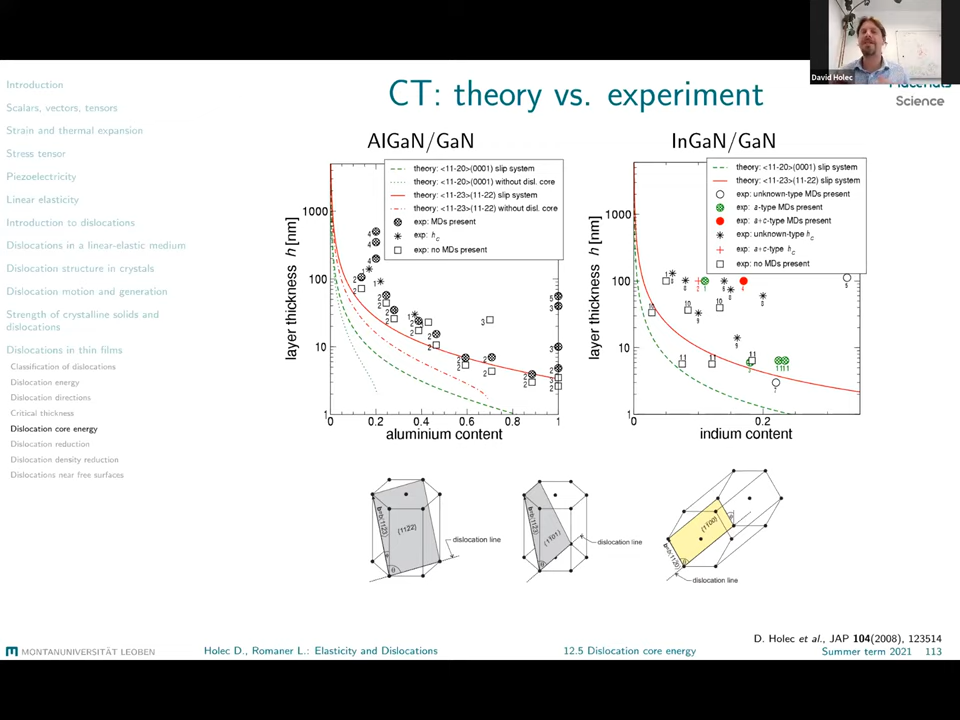 David Holec
Materials
Science
CT: theory vs. experiment
Introduction
Scalars, vectors, tensors
Strain and thermal expansion
Stress tensor
Piezoelectricity
Linear elasticity
Introduction to dislocations
Dislocations in a linear-elastic medium
Dislocation structure in crystals
Dislocation motion and generation
Strength of crystalline solids and
dislocations
Dislocations in thin films
Classification of dislocations
Dislocation energy
Dislocation directions
Critical thickness
Dislocation core energy
Dislocation reduction
Dislocation density reduction
Dislocations near free surfaces
AlGaN/GaN
theory: <11-20>(0001) slip system
theory: <11-20>(0001) without disl. core
theory: <11-23>(11-22) slip system
theory: <11-23>(11-22) without disl. core
exp: MDs present
exp: hc
exp: no MDs present
layer thickness h [nm]
1000
100
10
1
0 0.2 0.4 0.6 0.8 1
aluminium content
InGaN/GaN
theory: <11-20>(0001) slip system
theory: <11-23>(11-22) slip system
exp: unknown-type MDs present
exp: a-type MDs present
exp: a+c-type MDs present
exp: unknown-type hc
exp: a+c-type hc
exp: no MDs present
layer thickness h [nm]
1000
100
10
1
0 0.2
indium content
(1122)
dislocation line
(1101)
dislocation line
(1100)
dislocation line
D. Holec et al., JAP 104(2008), 123514
MONTANUNIVERSITÄT LEOBEN
Holec D., Romaner L.: Elasticity and Dislocations
12.5 Dislocation core energy
Summer term 2021 113